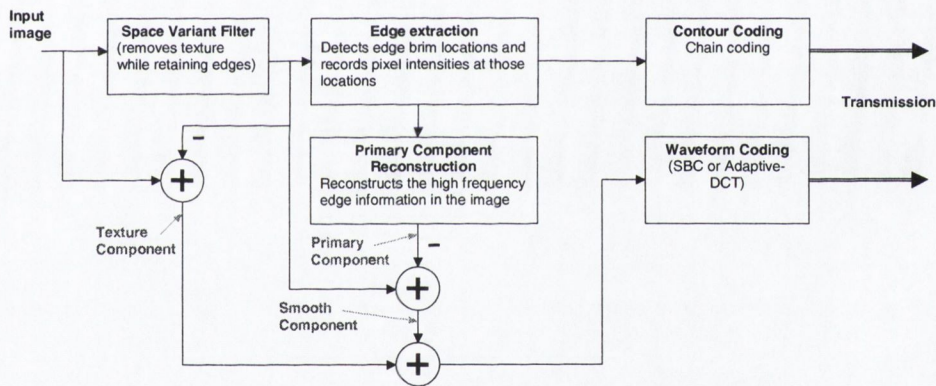 Input
image
Space Variant Filter
(removes texture
while retaining edges)
Edge extraction
Detects edge brim locations and
records pixel intensities at those
locations
Contour Coding
Chain coding
Transmission
–
+
Primary Component
Reconstruction
Reconstructs the high frequency
edge information in the image
Waveform Coding
(SBC or Adaptive-
DCT)
Texture
Component
Primary
Component
–
+
Smooth
Component
+